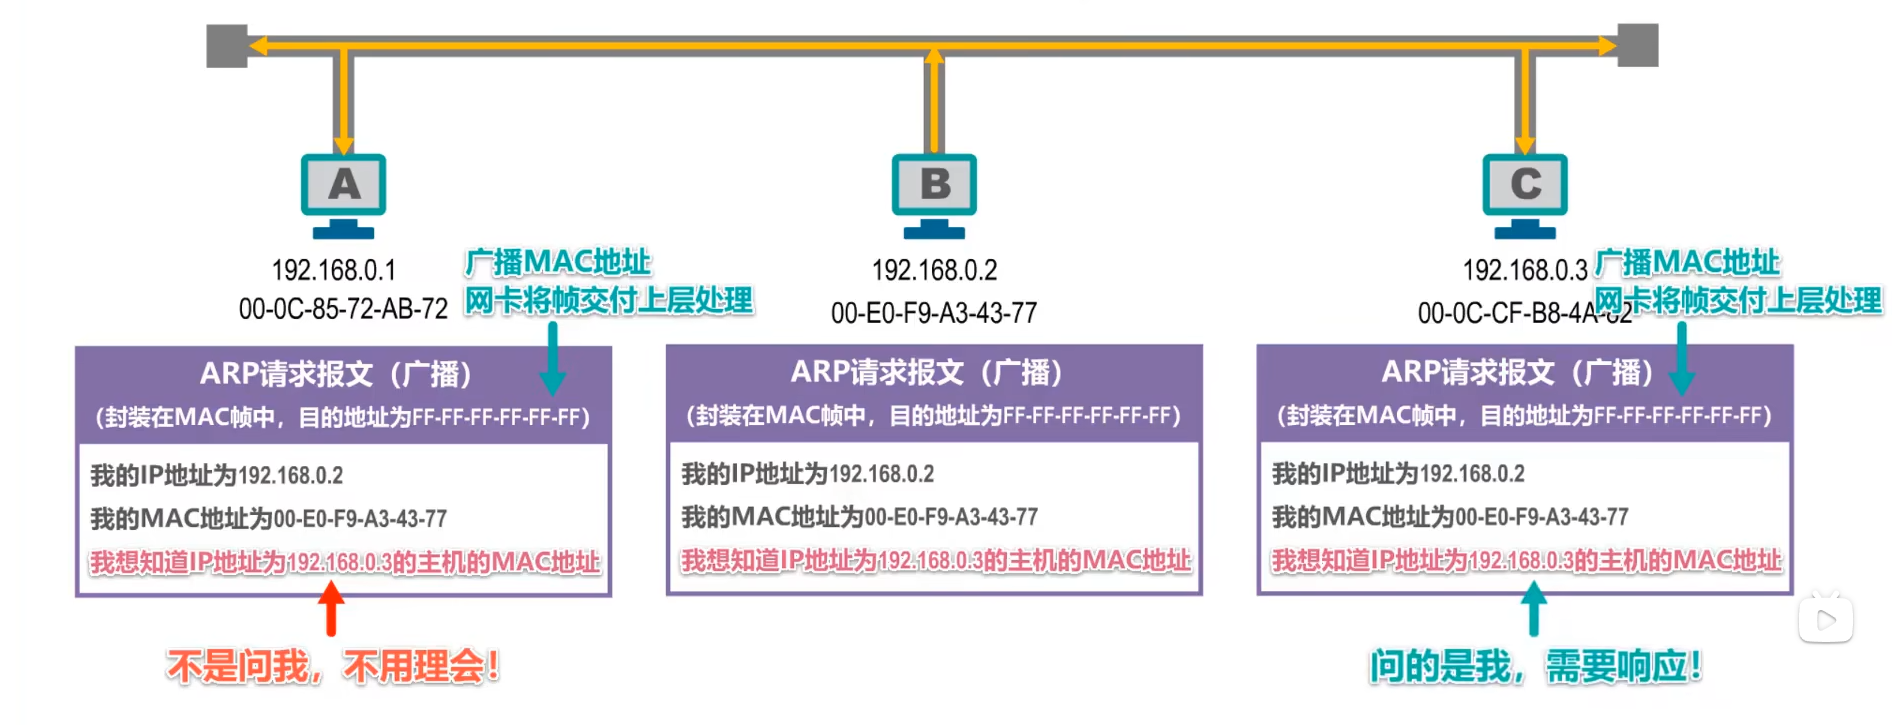 A
B
C
192.168.0.1
00-0C-85-72-AB-72
广播MAC地址
网卡将帧交付上层处理
192.168.0.2
00-E0-F9-A3-43-77
192.168.0.3
广播MAC地址
网卡将帧交付上层处理
ARP请求报文（广播）
（封装在MAC帧中，目的地址为FF-FF-FF-FF-FF-FF）
我的IP地址为192.168.0.2
我的MAC地址为00-E0-F9-A3-43-77
我想知道IP地址为192.168.0.3的主机的MAC地址
不是问我，不用理会！
ARP请求报文（广播）
（封装在MAC帧中，目的地址为FF-FF-FF-FF-FF-FF）
我的IP地址为192.168.0.2
我的MAC地址为00-E0-F9-A3-43-77
我想知道IP地址为192.168.0.3的主机的MAC地址
ARP请求报文（广播）
（封装在MAC帧中，目的地址为FF-FF-FF-FF-FF-FF）
我的IP地址为192.168.0.2
我的MAC地址为00-E0-F9-A3-43-77
我想知道IP地址为192.168.0.3的主机的MAC地址
问的是我，需要响应！